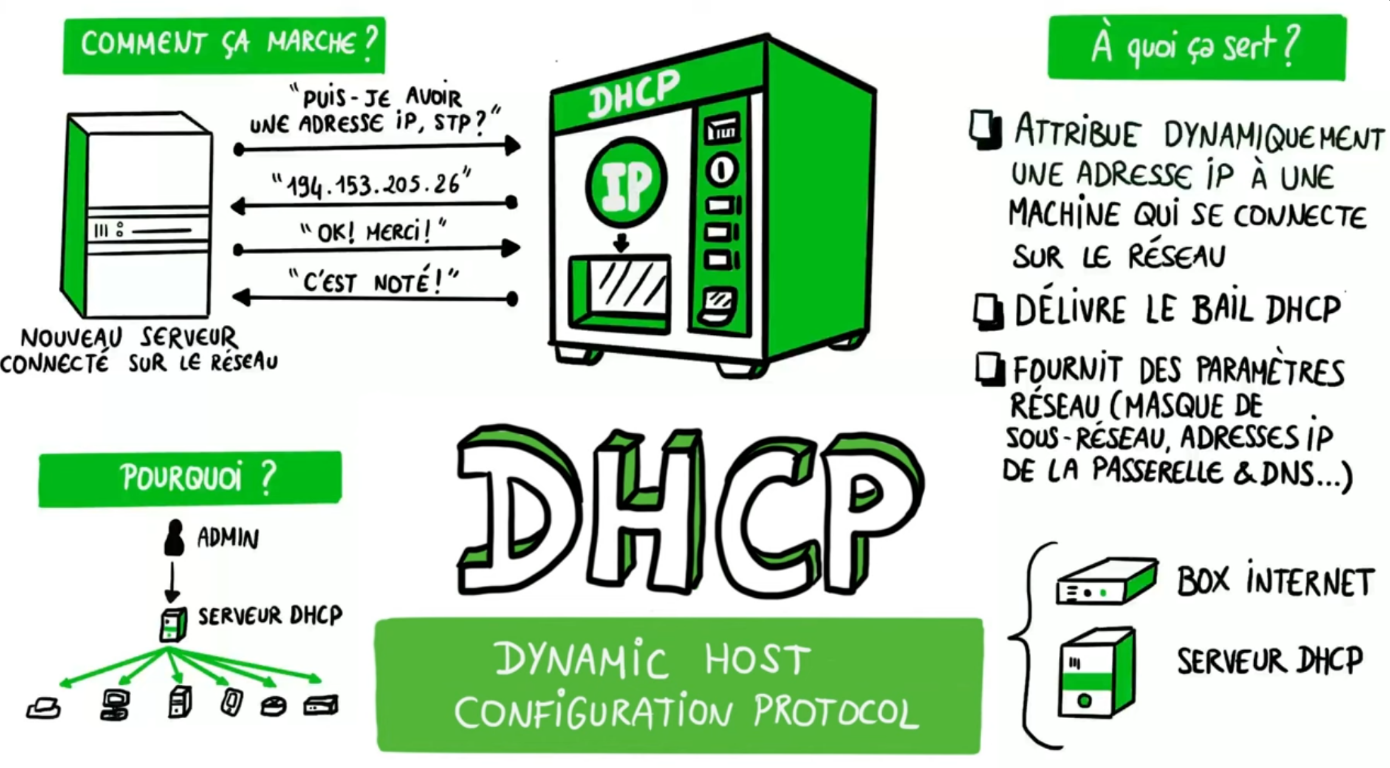 COMMENT ÇA MARCHE ?
"PUIS-JE AVOIR
UNE ADRESSE IP, STP ?"
"194.153.205.26"
"OK! MERCI!"
"C'EST NOTÉ!"
NOUVEAU SERVEUR
CONNECTÉ SUR LE RÉSEAU
DHCP
IP
À quoi ça sert ?
ATTRIBUE DYNAMIQUEMENT
UNE ADRESSE IP À UNE
MACHINE QUI SE CONNECTE
SUR LE RÉSEAU
DÉLIVRE LE BAIL DHCP
FOURNIT DES PARAMÈTRES
RÉSEAU (MASQUE DE
SOUS-RÉSEAU, ADRESSES IP
DE LA PASSERELLE & DNS...)
POURQUOI ?
ADMIN
SERVEUR DHCP
DHCP
DYNAMIC HOST
CONFIGURATION PROTOCOL
BOX INTERNET
SERVEUR DHCP